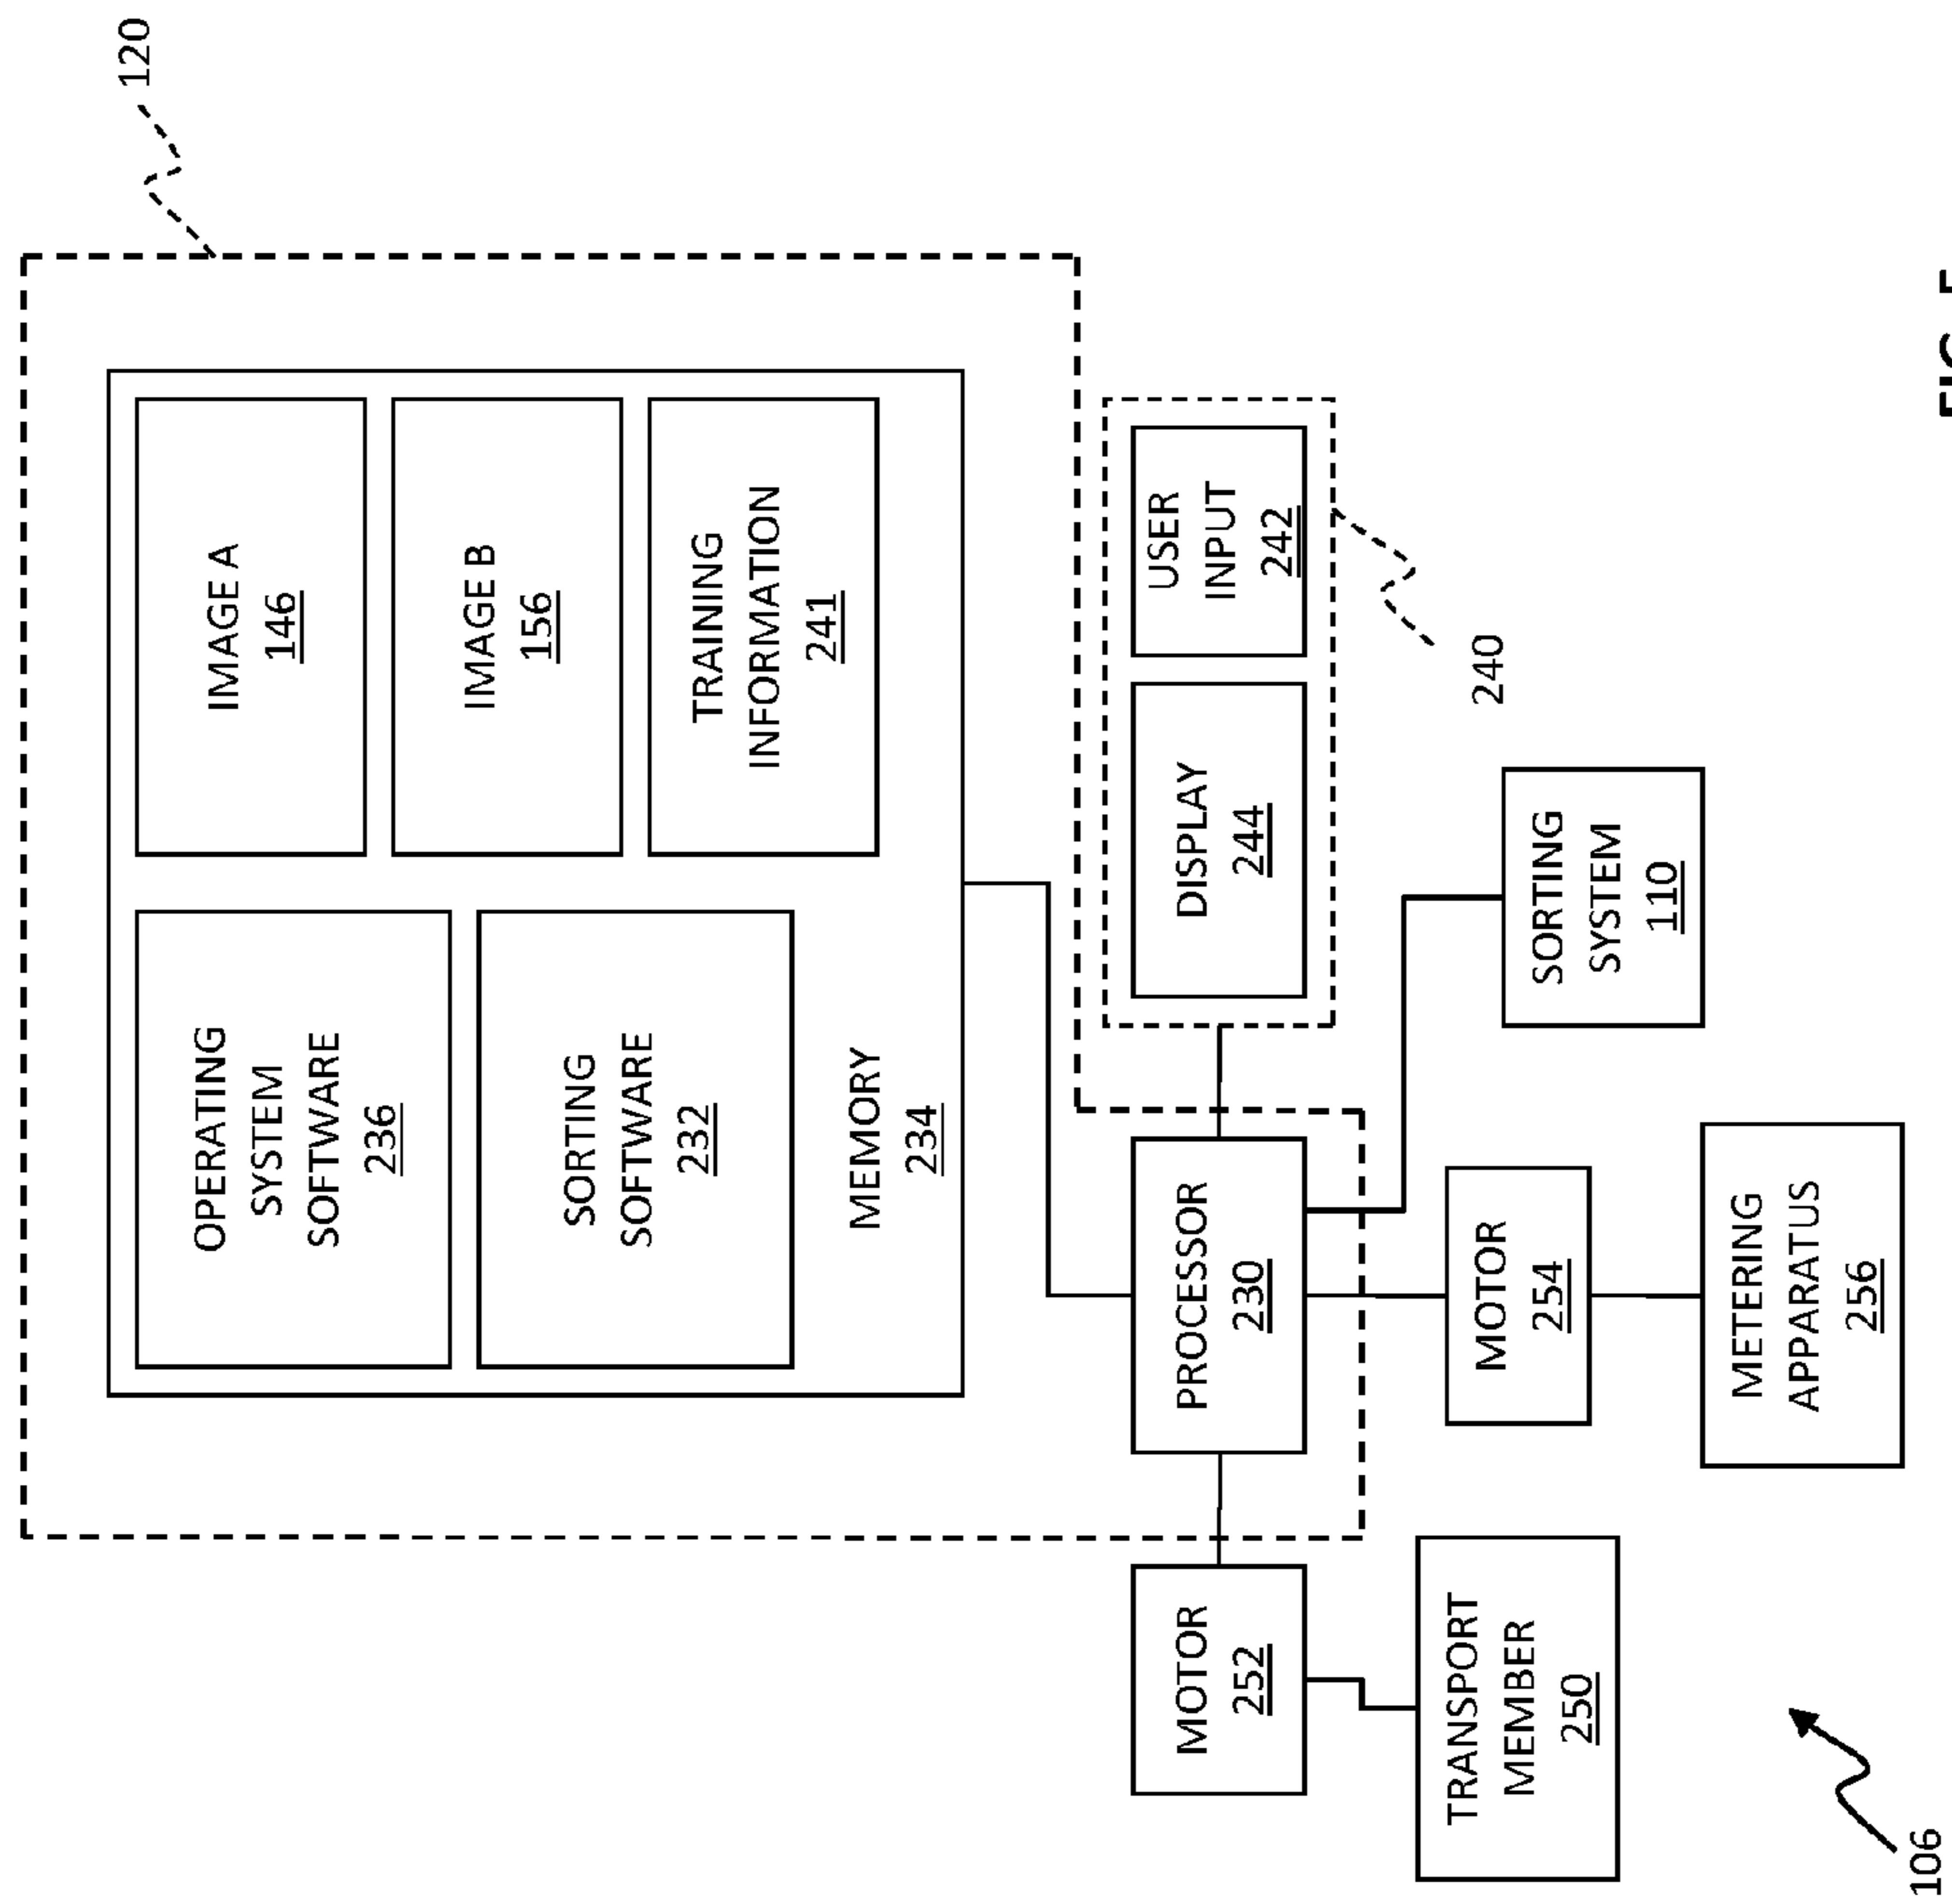 120
OPERATING
SYSTEM
SOFTWARE
236
IMAGE A
146
SORTING
SOFTWARE
232
IMAGE B
156
TRAINING
INFORMATION
241
MEMORY
234
MOTOR
252
PROCESSOR
230
DISPLAY
244
USER
INPUT
242
240
TRANSPORT
MEMBER
250
MOTOR
254
SORTING
SYSTEM
110
METERING
APPARATUS
256
106